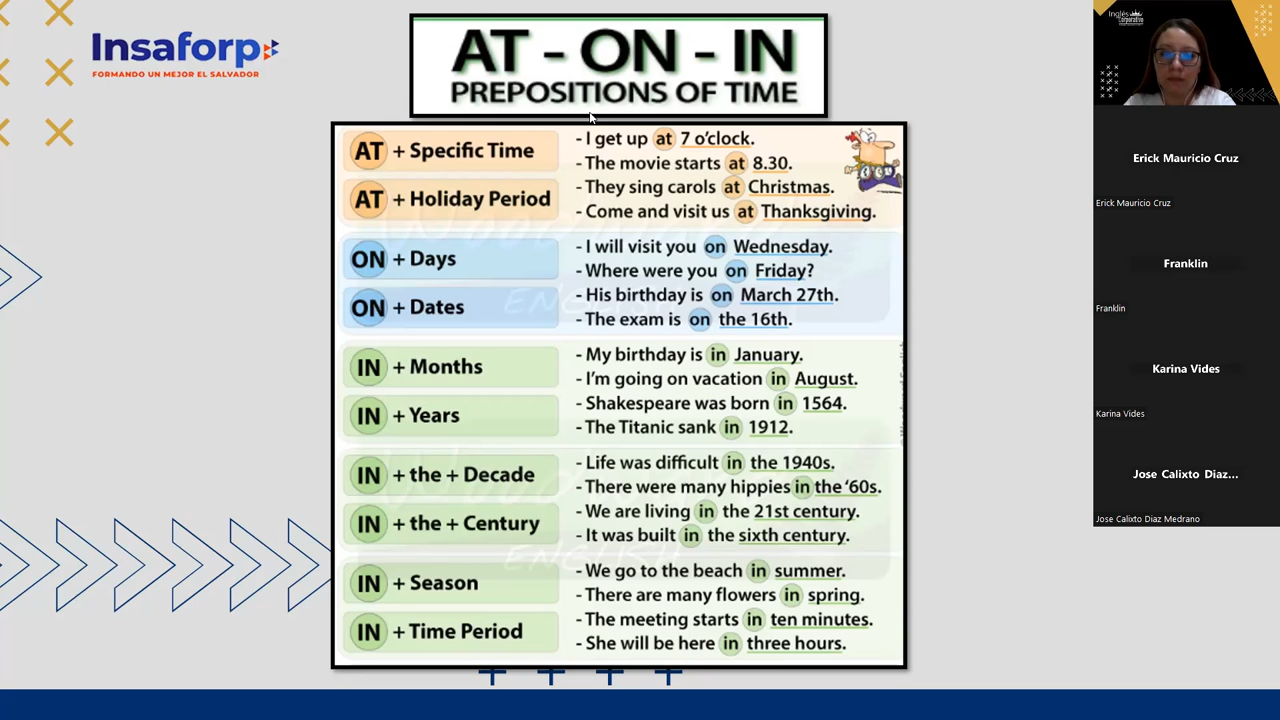 Insaforp
FORMANDO UN MEJOR EL SALVADOR
AT - ON - IN
PREPOSITIONS OF TIME
AT + Specific Time
- I get up at 7 o'clock.
- The movie starts at 8.30.
AT + Holiday Period
- They sing carols at Christmas.
- Come and visit us at Thanksgiving.
ON + Days
- I will visit you on Wednesday.
- Where were you on Friday?
ON + Dates
- His birthday is on March 27th.
- The exam is on the 16th.
IN + Months
- My birthday is in January.
- I'm going on vacation in August.
IN + Years
- Shakespeare was born in 1564.
- The Titanic sank in 1912.
IN + the + Decade
- Life was difficult in the 1940s.
- There were many hippies in the '60s.
IN + the + Century
- We are living in the 21st century.
- It was built in the sixth century.
IN + Season
- We go to the beach in summer.
- There are many flowers in spring.
IN + Time Period
- The meeting starts in ten minutes.
- She will be here in three hours.
ENGLISH
ENGLISH
Inglés
Corporativo
Erick Mauricio Cruz
Erick Mauricio Cruz
Franklin
Franklin
Karina Vides
Karina Vides
Jose Calixto Diaz...
Jose Calixto Diaz Medrano